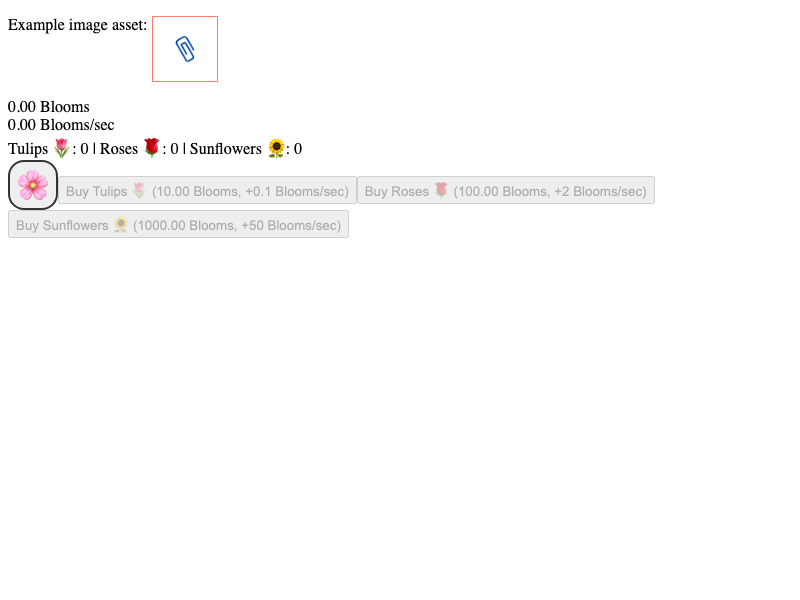 Example image asset:
0.00 Blooms
0.00 Blooms/sec
Tulips 🌷: 0 | Roses 🌹: 0 | Sunflowers 🌻: 0
🌸 Buy Tulips 🌷 (10.00 Blooms, +0.1 Blooms/sec) Buy Roses 🌹 (100.00 Blooms, +2 Blooms/sec)
Buy Sunflowers 🌻 (1000.00 Blooms, +50 Blooms/sec)